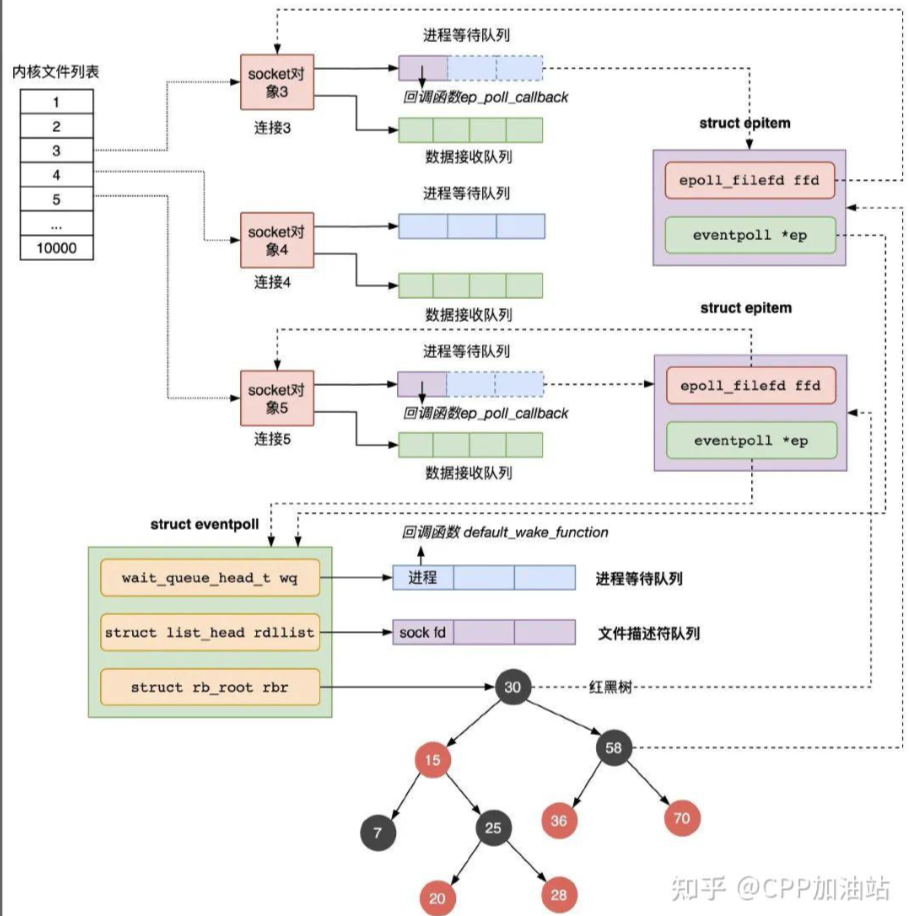 进程等待队列
内核文件列表
socket对
象3
回调函数ep_poll_callback
1
2
3
4
5
...
10000
连接3
struct epitem
数据接收队列
epoll_filefd ffd
进程等待队列
eventpoll *ep
socket对
象4
连接4
数据接收队列
struct epitem
进程等待队列
socket对
象5
epoll_filefd ffd
回调函数ep_poll_callback
连接5
eventpoll *ep
数据接收队列
struct eventpoll
回调函数 default_wake_function
wait_queue_head_t wq
进程
进程等待队列
struct list_head rdllist
sock fd
文件描述符队列
struct rb_root rbr
30
红黑树
15
58
7
25
36
70
20
28
知乎 @CPP加油站